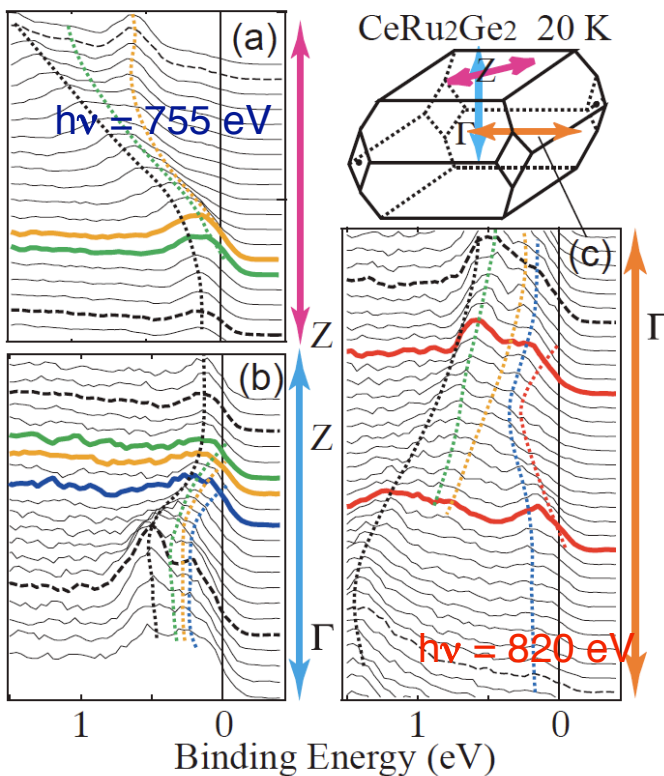 CeRu2Ge2 20 K
(a)
hν = 755 eV
Z
Γ
(c)
Z
Γ
(b)
Z
Γ
hν = 820 eV
1 0 1 0
Binding Energy (eV)